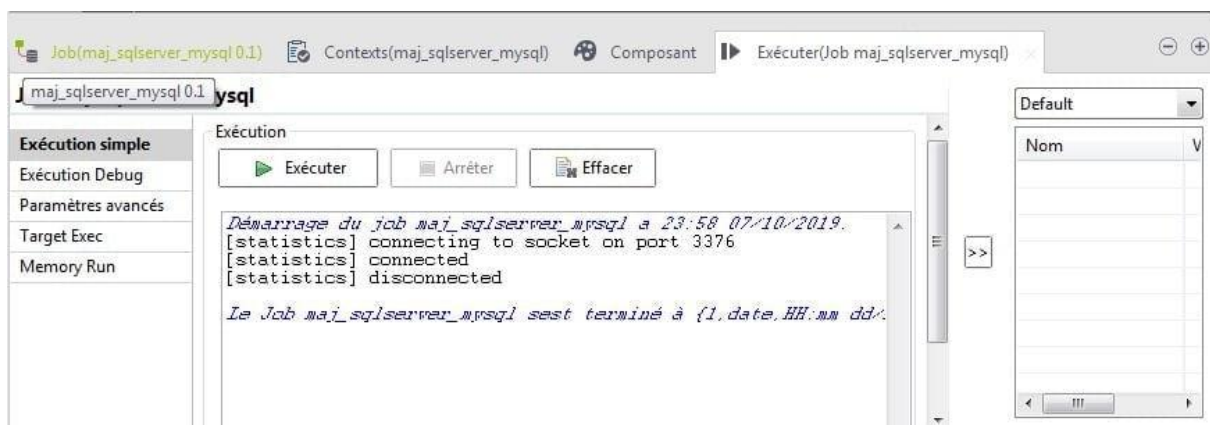 Job(maj_sqlserver_mysql 0.1) Contexts(maj_sqlserver_mysql) Composant Exécuter(Job maj_sqlserver_mysql)
maj_sqlserver_mysql 0.1
ysql
Default
Exécution simple
Exécution Debug
Paramètres avancés
Target Exec
Memory Run
Exécution
Exécuter Arrêter Effacer
Démarrage du job maj_sqlserver_mysql a 23:58 07/10/2019.
[statistics] connecting to socket on port 3376
[statistics] connected
[statistics] disconnected
Le Job maj_sqlserver_mysql sest terminé à {1,date,HH:mm dd/
>>
Nom V